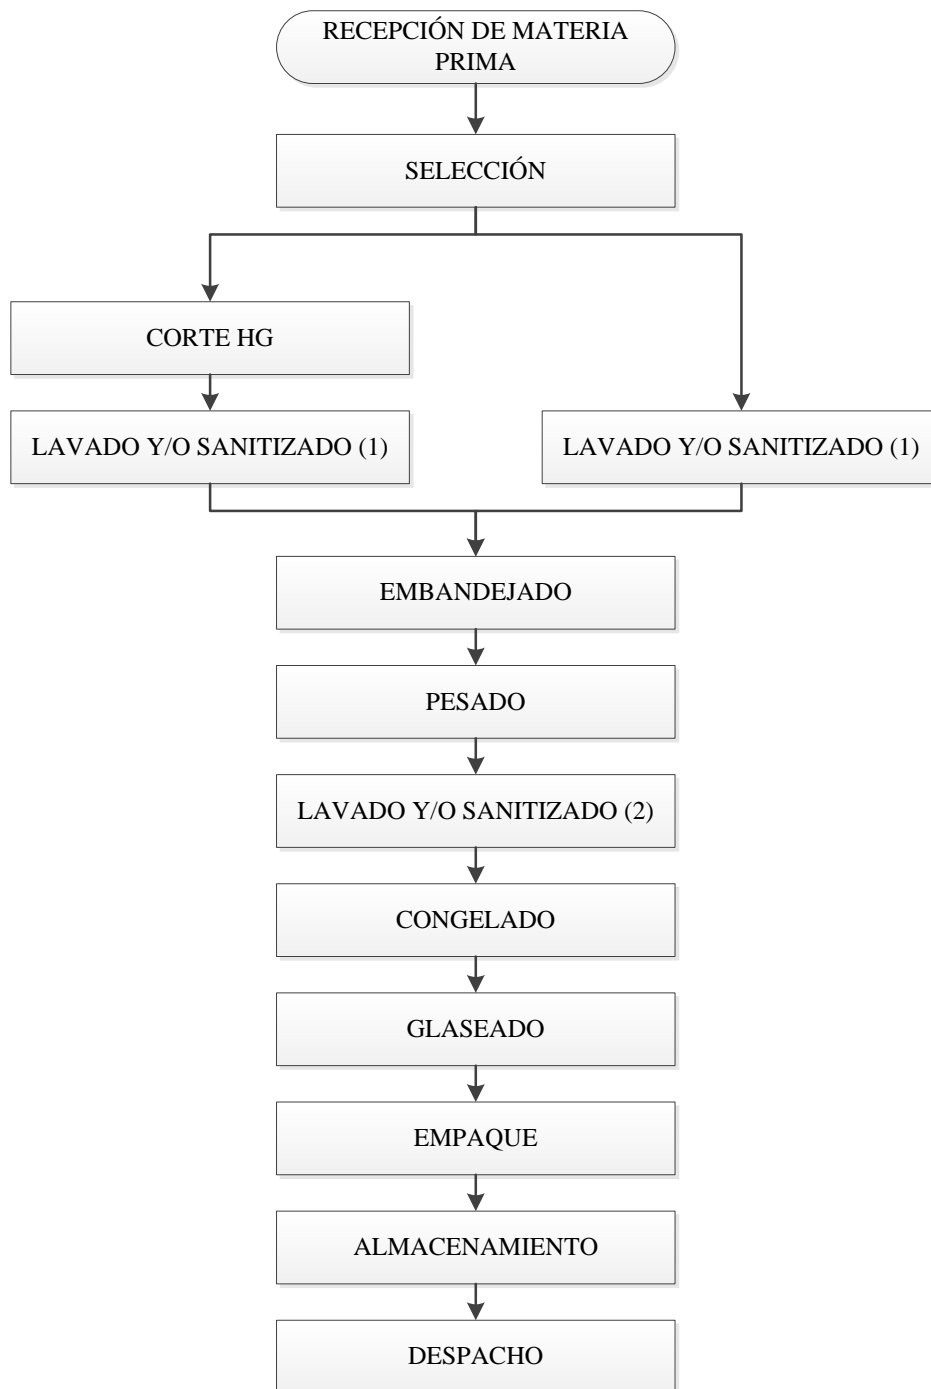 RECEPCIÓN DE MATERIA
PRIMA
SELECCIÓN
CORTE HG
LAVADO Y/O SANITIZADO (1)
LAVADO Y/O SANITIZADO (1)
EMBANDEJADO
PESADO
LAVADO Y/O SANITIZADO (2)
CONGELADO
GLASEADO
EMPAQUE
ALMACENAMIENTO
DESPACHO